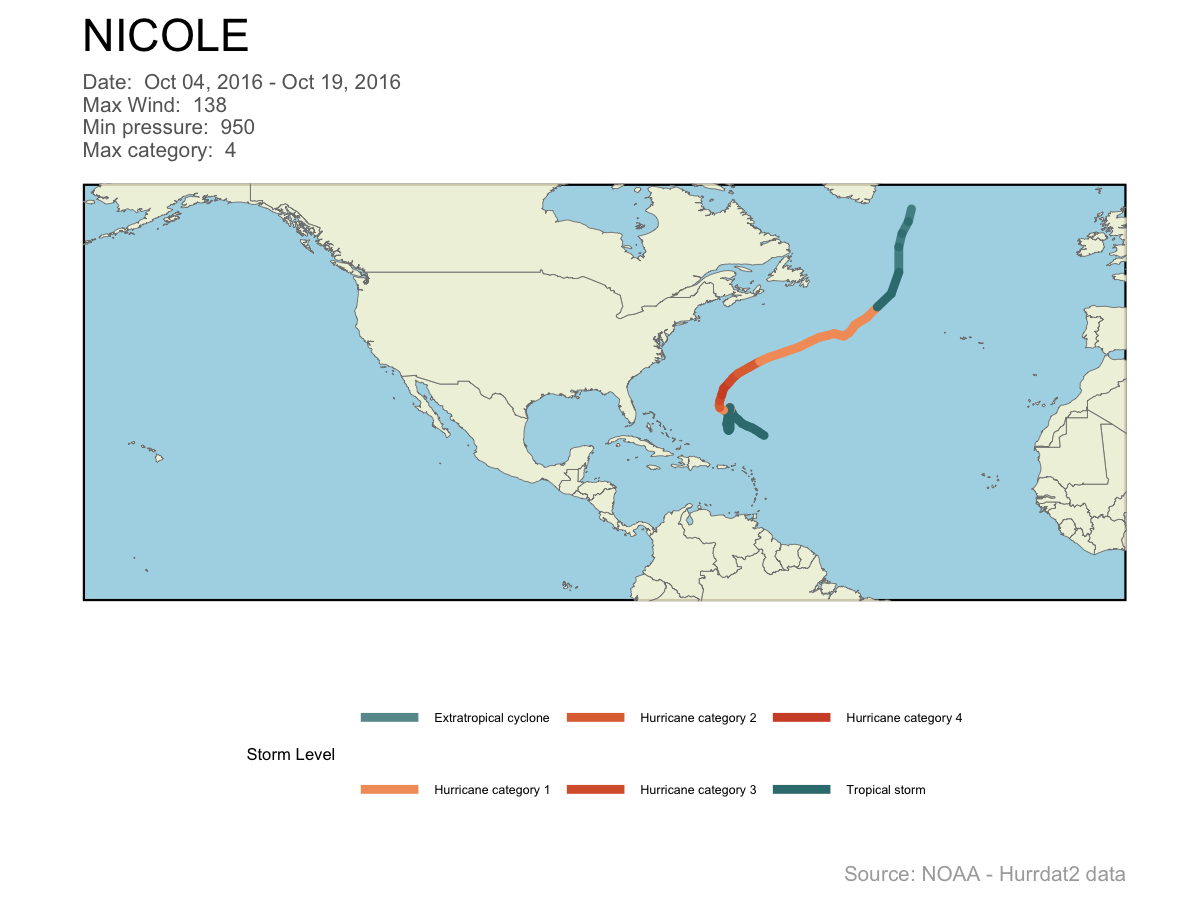 NICOLE
Date:  Oct 04, 2016 - Oct 19, 2016
Max Wind:  138
Min pressure:  950
Max category:  4
Extratropical cyclone
Hurricane category 2
Hurricane category 4
Storm Level
Hurricane category 1
Hurricane category 3
Tropical storm
Source: NOAA - Hurrdat2 data